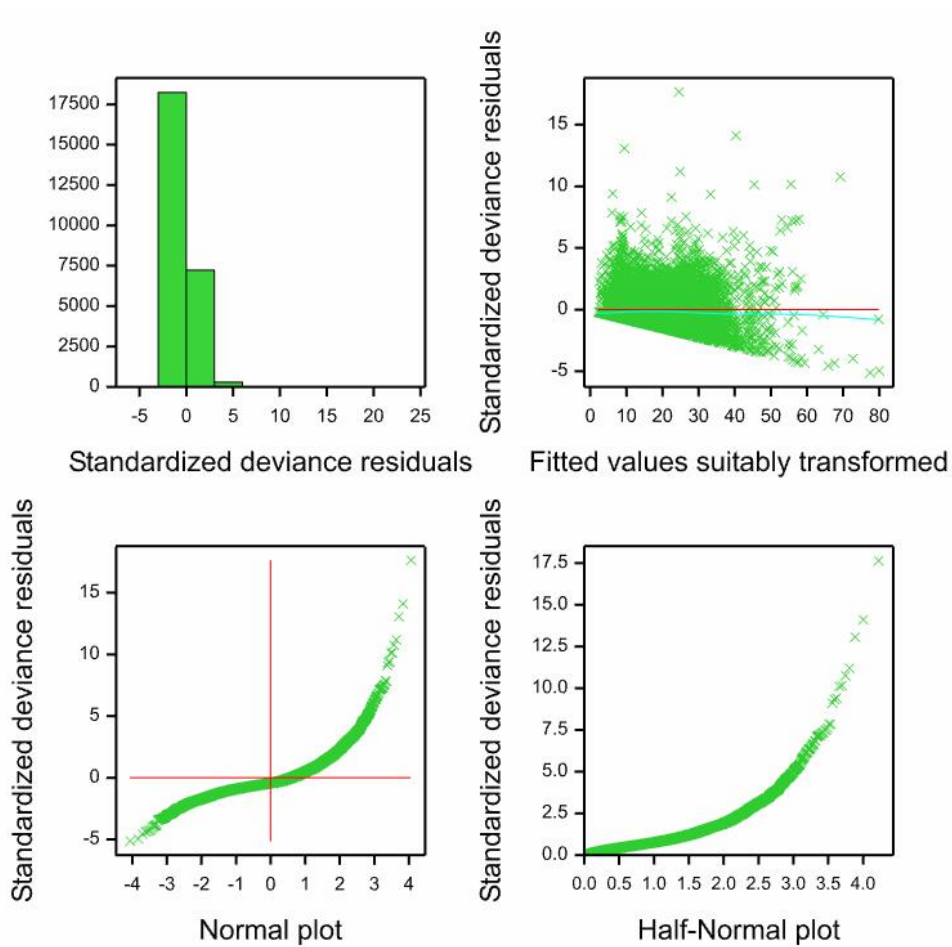 Standardized deviance residuals
17500
15000
12500
10000
7500
5000
2500
0
-5 0 5 10 15 20 25
Standardized deviance residuals
15
10
5
0
-5
0 10 20 30 40 50 60 70 80
Fitted values suitably transformed
Standardized deviance residuals
15
10
5
0
-5
-4 -3 -2 -1 0 1 2 3 4
Normal plot
Standardized deviance residuals
17.5
15.0
12.5
10.0
7.5
5.0
2.5
0.0
0.0 0.5 1.0 1.5 2.0 2.5 3.0 3.5 4.0
Half-Normal plot